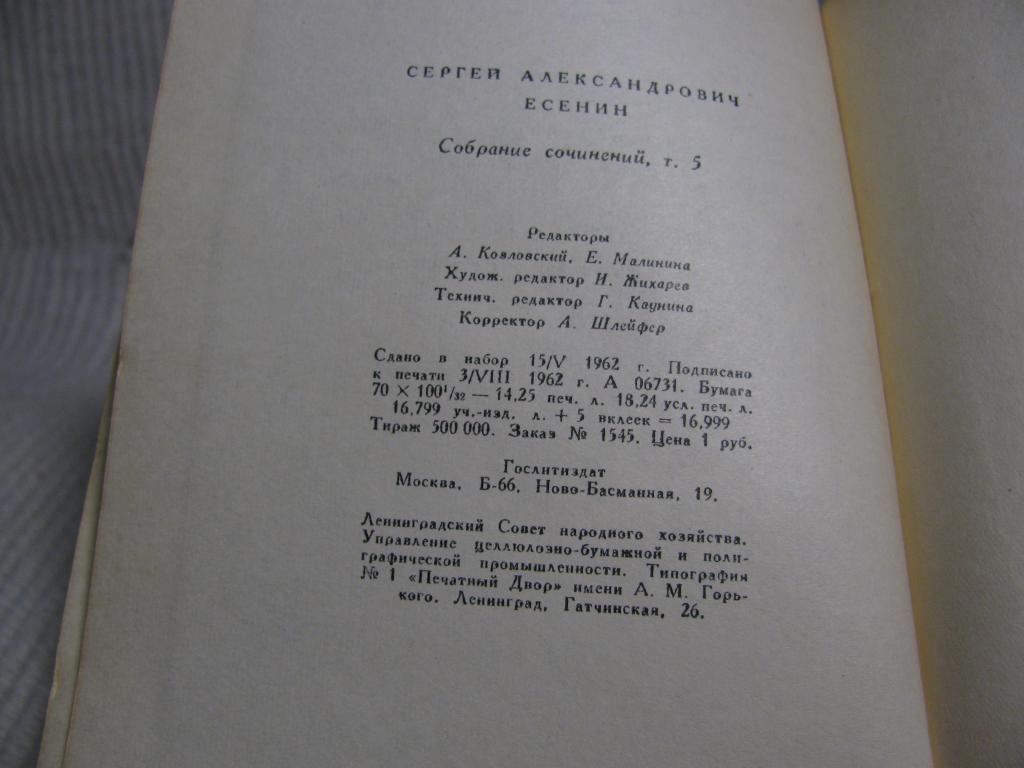 СЕРГЕЙ АЛЕКСАНДРОВИЧ
ЕСЕНИН
Собрание сочинений, т. 5
Редакторы
А. Козловский, Е. Малинина
Худож. редактор И. Жихарев
Технич. редактор Г. Каунина
Корректор А. Шлейфер
Сдано в набор 15/V 1962 г. Подписано
к печати 3/VIII 1962 г. А 06731. Бумага
70 × 100¹/₃₂ — 14,25 печ. л. 18,24 усл. печ. л.
16,799 уч.-изд. л. + 5 вклеек = 16,999
Тираж 500 000. Заказ № 1545. Цена 1 руб.
Гослитиздат
Москва, Б-66, Ново-Басманная, 19.
Ленинградский Совет народного хозяйства.
Управление целлюлозно-бумажной и поли-
графической промышленности. Типография
№ 1 «Печатный Двор» имени А. М. Горь-
кого. Ленинград, Гатчинская, 26.